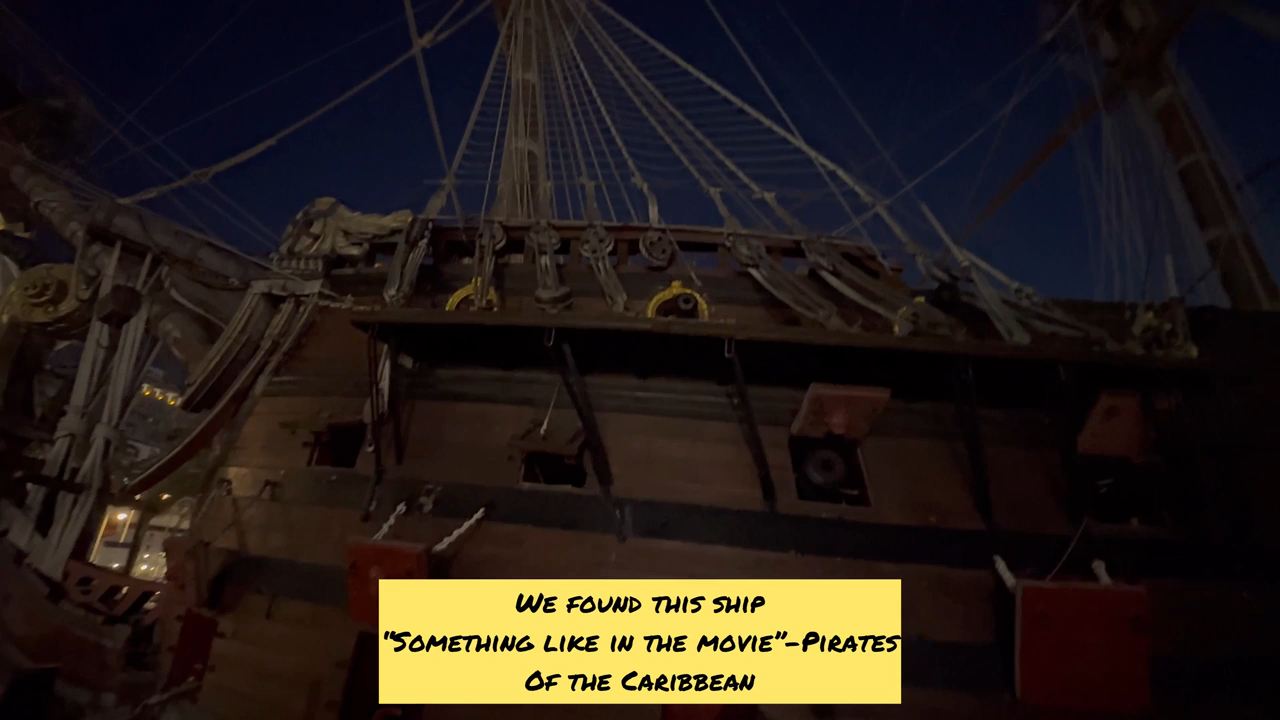 We found this ship
"Something like in the movie"-Pirates
Of the Caribbean